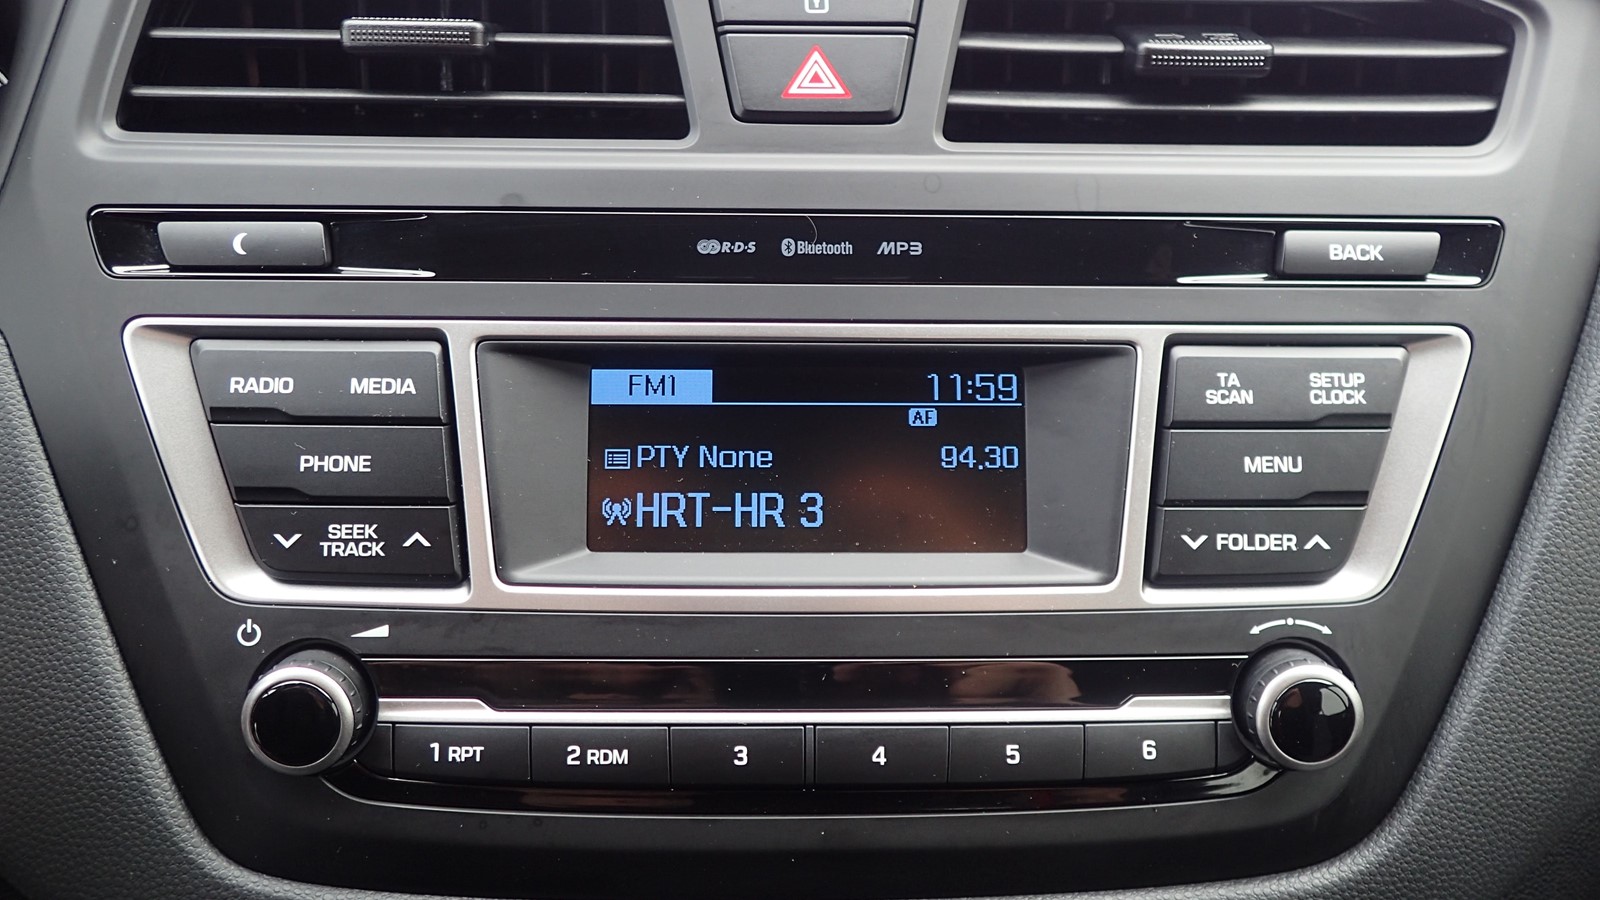 R·D·S
Bluetooth
MP3
BACK
RADIO
MEDIA
FM1
11:59
AF
TA
SCAN
SETUP
CLOCK
PHONE
PTY None
94.30
MENU
HRT-HR 3
SEEK
TRACK
FOLDER
1 RPT
2 RDM
3
4
5
6